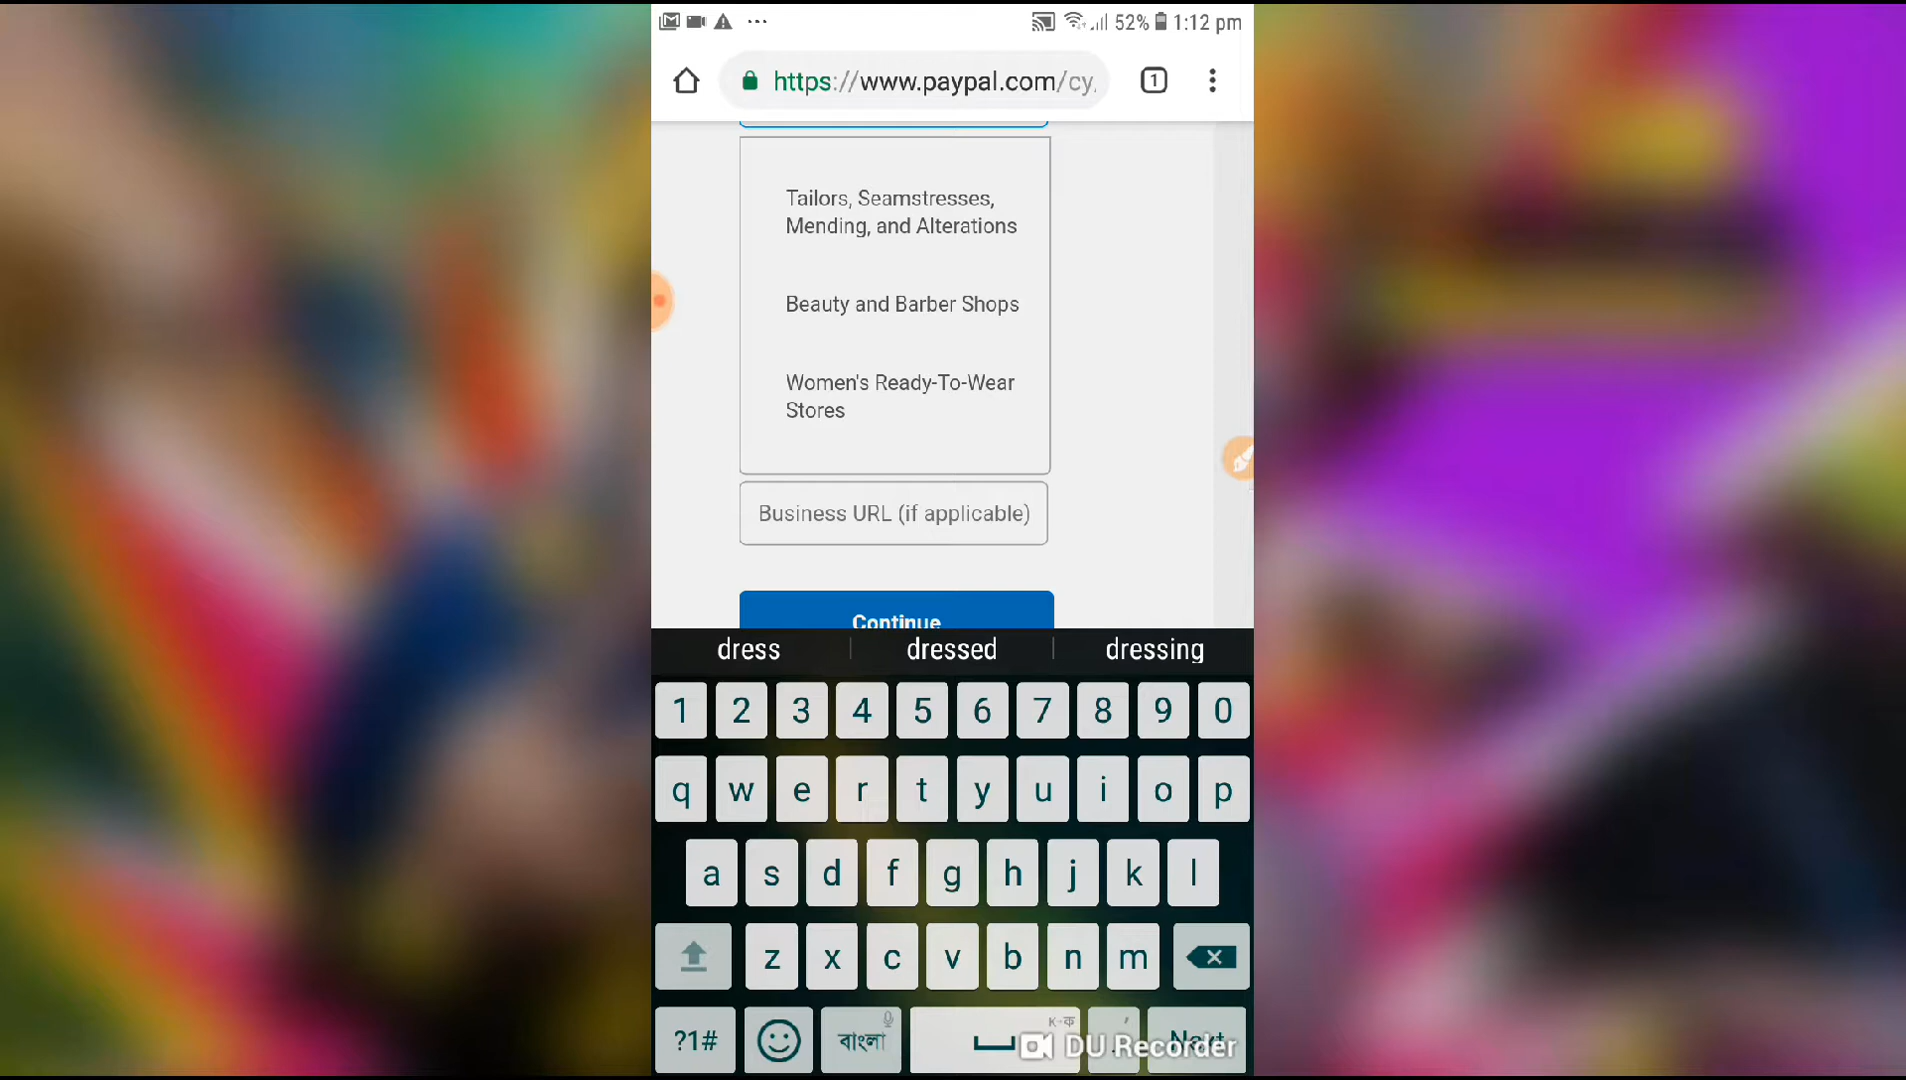 52% 1:12 pm
https://www.paypal.com/cy,
1
Tailors, Seamstresses,
Mending, and Alterations
Beauty and Barber Shops
Women's Ready-To-Wear
Stores
Business URL (if applicable)
Continue
dress dressed dressing
1 2 3 4 5 6 7 8 9 0
q w e r t y u i o p
a s d f g h j k l
z x c v b n m
K→क
?1# বাংলা , . Next
DU Recorder